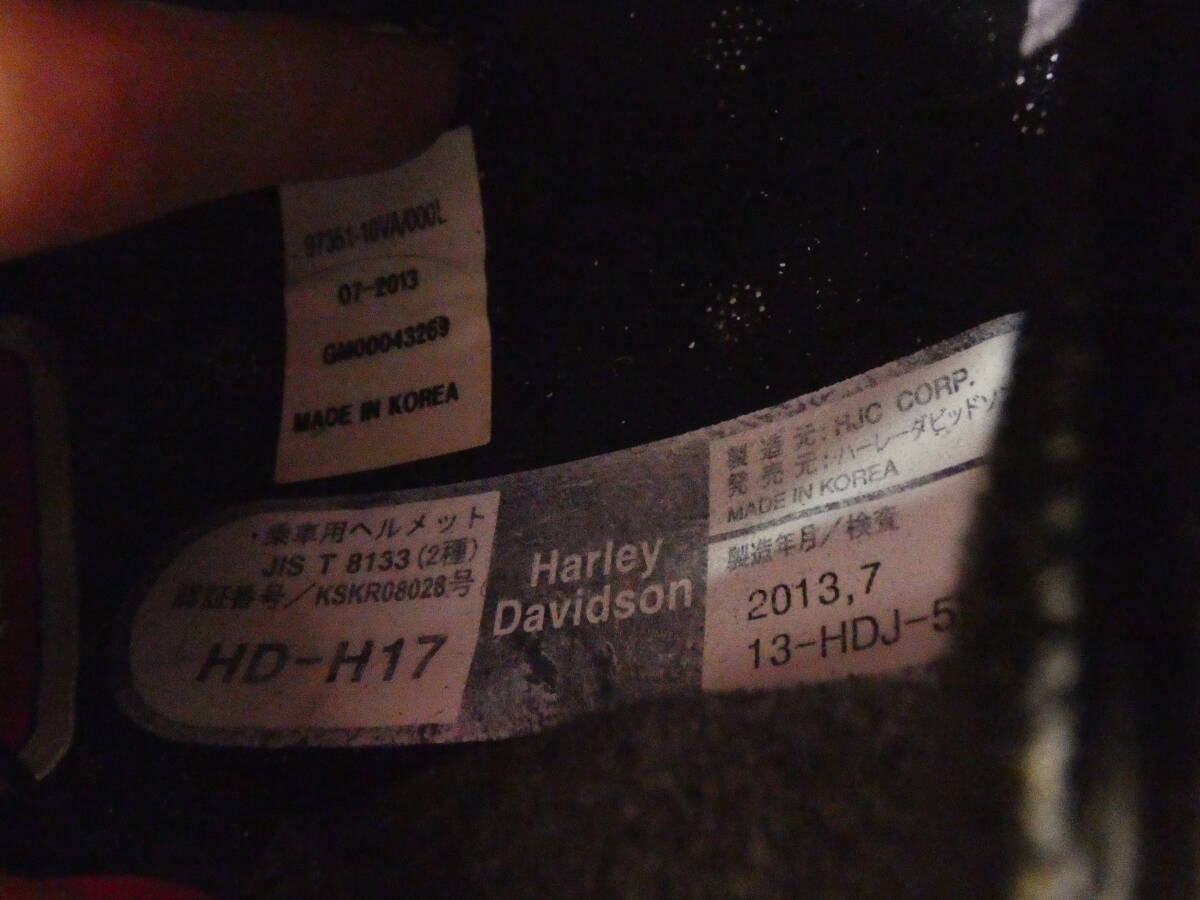 97351-10VA/000L
07-2013
GM00043269
MADE IN KOREA
乗車用ヘルメット
JIS T 8133 (2種)
認証番号/KSKR08028号
HD-H17
Harley
Davidson
製造元:HJC CORP.
発売元:ハーレーダビッドソン
MADE IN KOREA
製造年月/検査
2013,7
13-HDJ-5